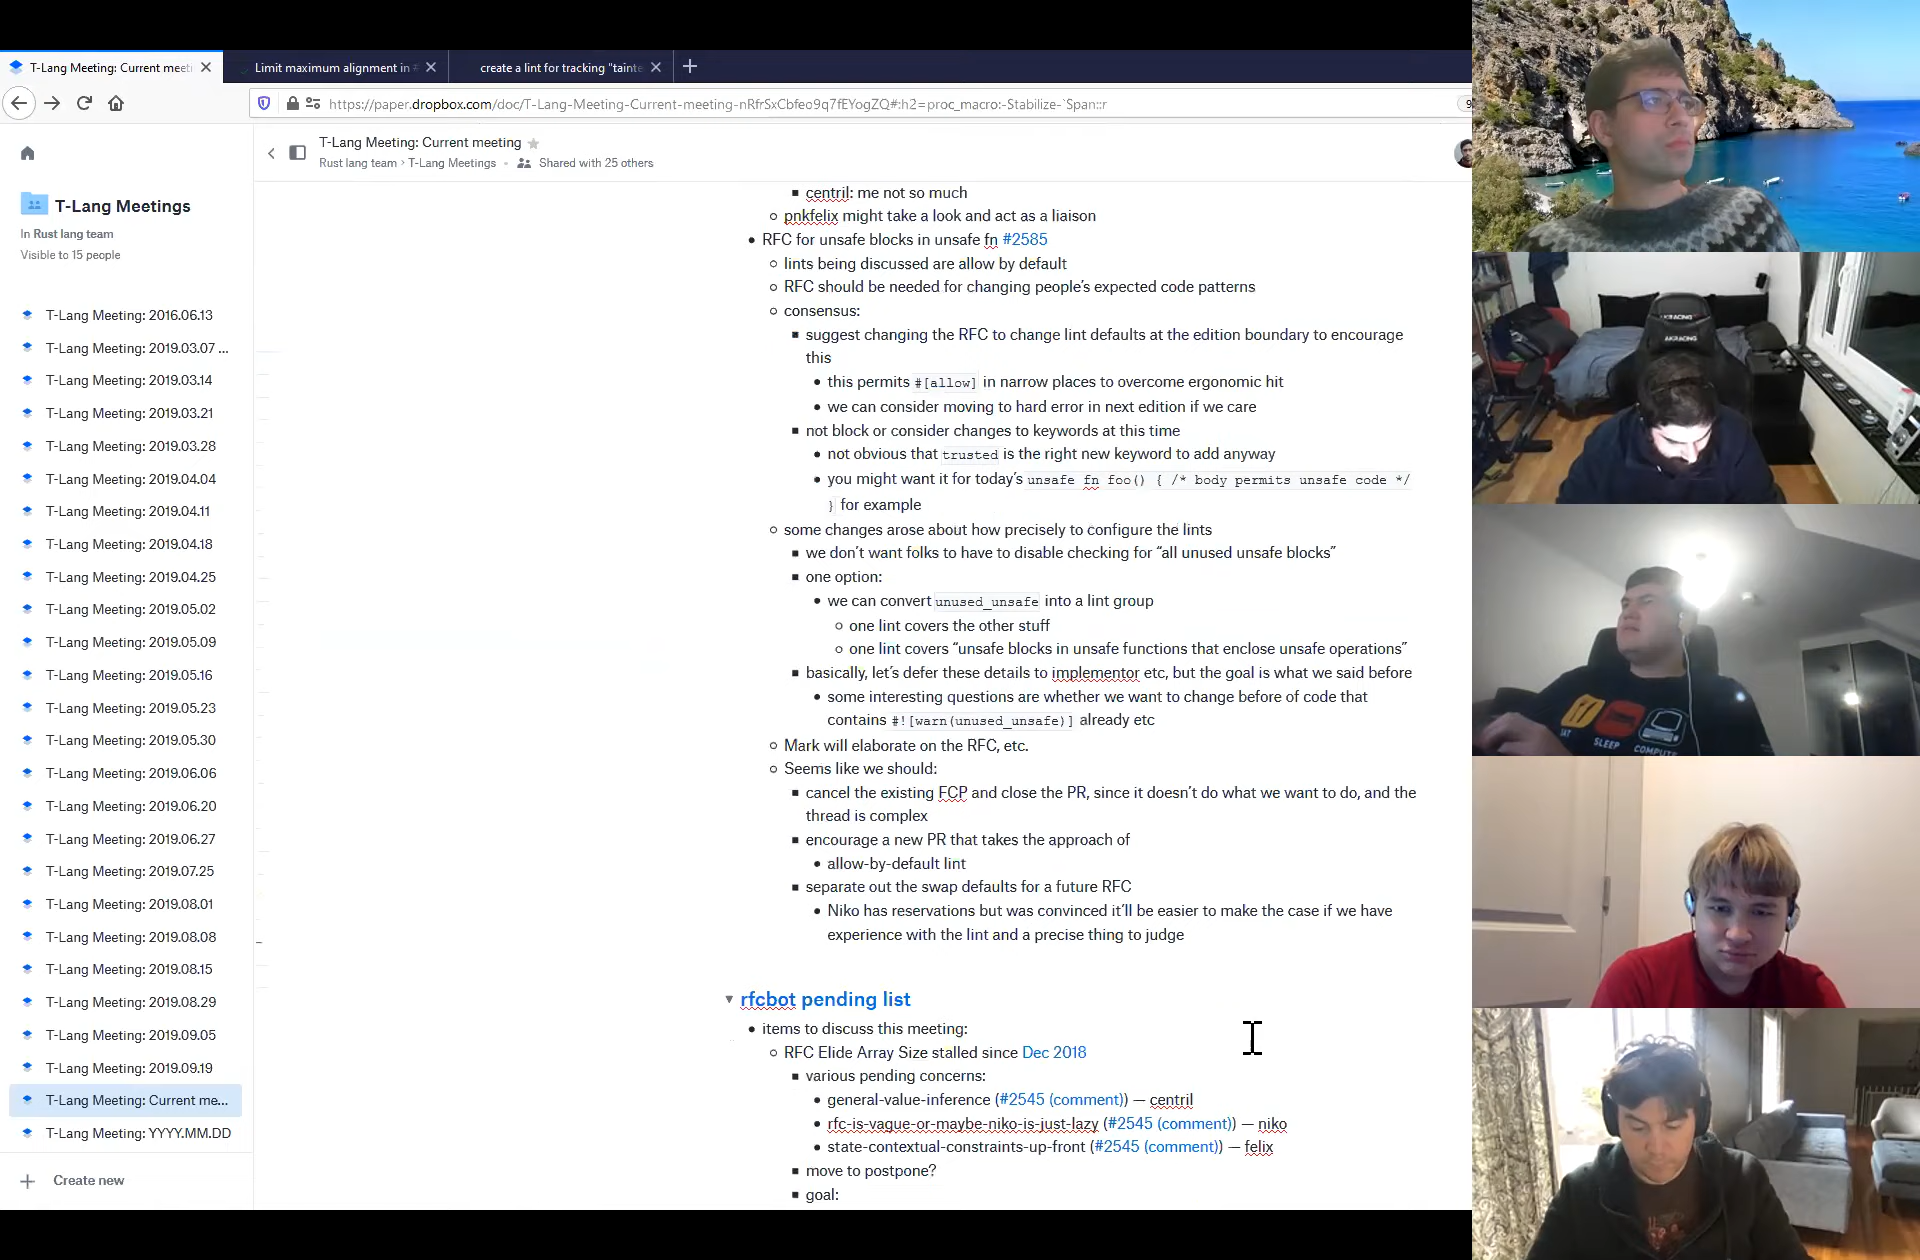 T-Lang Meeting: Current meeti
Limit maximum alignment in
create a lint for tracking "tainte
https://paper.dropbox.com/doc/T-Lang-Meeting-Current-meeting-nRfrSxCbfeo9q7fEYogZQ#:h2=proc_macro:-Stabilize-`Span::r
T-Lang Meeting: Current meeting
Rust lang team › T-Lang Meetings • Shared with 25 others
T-Lang Meetings
In Rust lang team
Visible to 15 people
T-Lang Meeting: 2016.06.13
T-Lang Meeting: 2019.03.07 ...
T-Lang Meeting: 2019.03.14
T-Lang Meeting: 2019.03.21
T-Lang Meeting: 2019.03.28
T-Lang Meeting: 2019.04.04
T-Lang Meeting: 2019.04.11
T-Lang Meeting: 2019.04.18
T-Lang Meeting: 2019.04.25
T-Lang Meeting: 2019.05.02
T-Lang Meeting: 2019.05.09
T-Lang Meeting: 2019.05.16
T-Lang Meeting: 2019.05.23
T-Lang Meeting: 2019.05.30
T-Lang Meeting: 2019.06.06
T-Lang Meeting: 2019.06.20
T-Lang Meeting: 2019.06.27
T-Lang Meeting: 2019.07.25
T-Lang Meeting: 2019.08.01
T-Lang Meeting: 2019.08.08
T-Lang Meeting: 2019.08.15
T-Lang Meeting: 2019.08.29
T-Lang Meeting: 2019.09.05
T-Lang Meeting: 2019.09.19
T-Lang Meeting: Current me...
T-Lang Meeting: YYYY.MM.DD
Create new
centril: me not so much
pnkfelix might take a look and act as a liaison
RFC for unsafe blocks in unsafe fn #2585
lints being discussed are allow by default
RFC should be needed for changing people's expected code patterns
consensus:
suggest changing the RFC to change lint defaults at the edition boundary to encourage
this
this permits #[allow] in narrow places to overcome ergonomic hit
we can consider moving to hard error in next edition if we care
not block or consider changes to keywords at this time
not obvious that trusted is the right new keyword to add anyway
you might want it for today's unsafe fn foo() { /* body permits unsafe code */
} for example
some changes arose about how precisely to configure the lints
we don't want folks to have to disable checking for “all unused unsafe blocks”
one option:
we can convert unused_unsafe into a lint group
one lint covers the other stuff
one lint covers “unsafe blocks in unsafe functions that enclose unsafe operations”
basically, let's defer these details to implementor etc, but the goal is what we said before
some interesting questions are whether we want to change before of code that
contains #![warn(unused_unsafe)] already etc
Mark will elaborate on the RFC, etc.
Seems like we should:
cancel the existing FCP and close the PR, since it doesn't do what we want to do, and the
thread is complex
encourage a new PR that takes the approach of
allow-by-default lint
separate out the swap defaults for a future RFC
Niko has reservations but was convinced it'll be easier to make the case if we have
experience with the lint and a precise thing to judge
rfcbot pending list
items to discuss this meeting:
RFC Elide Array Size stalled since Dec 2018
various pending concerns:
general-value-inference (#2545 (comment)) — centril
rfc-is-vague-or-maybe-niko-is-just-lazy (#2545 (comment)) — niko
state-contextual-constraints-up-front (#2545 (comment)) — felix
move to postpone?
goal:
AKRACING
AKRACING
SLEEP
COMPUTE